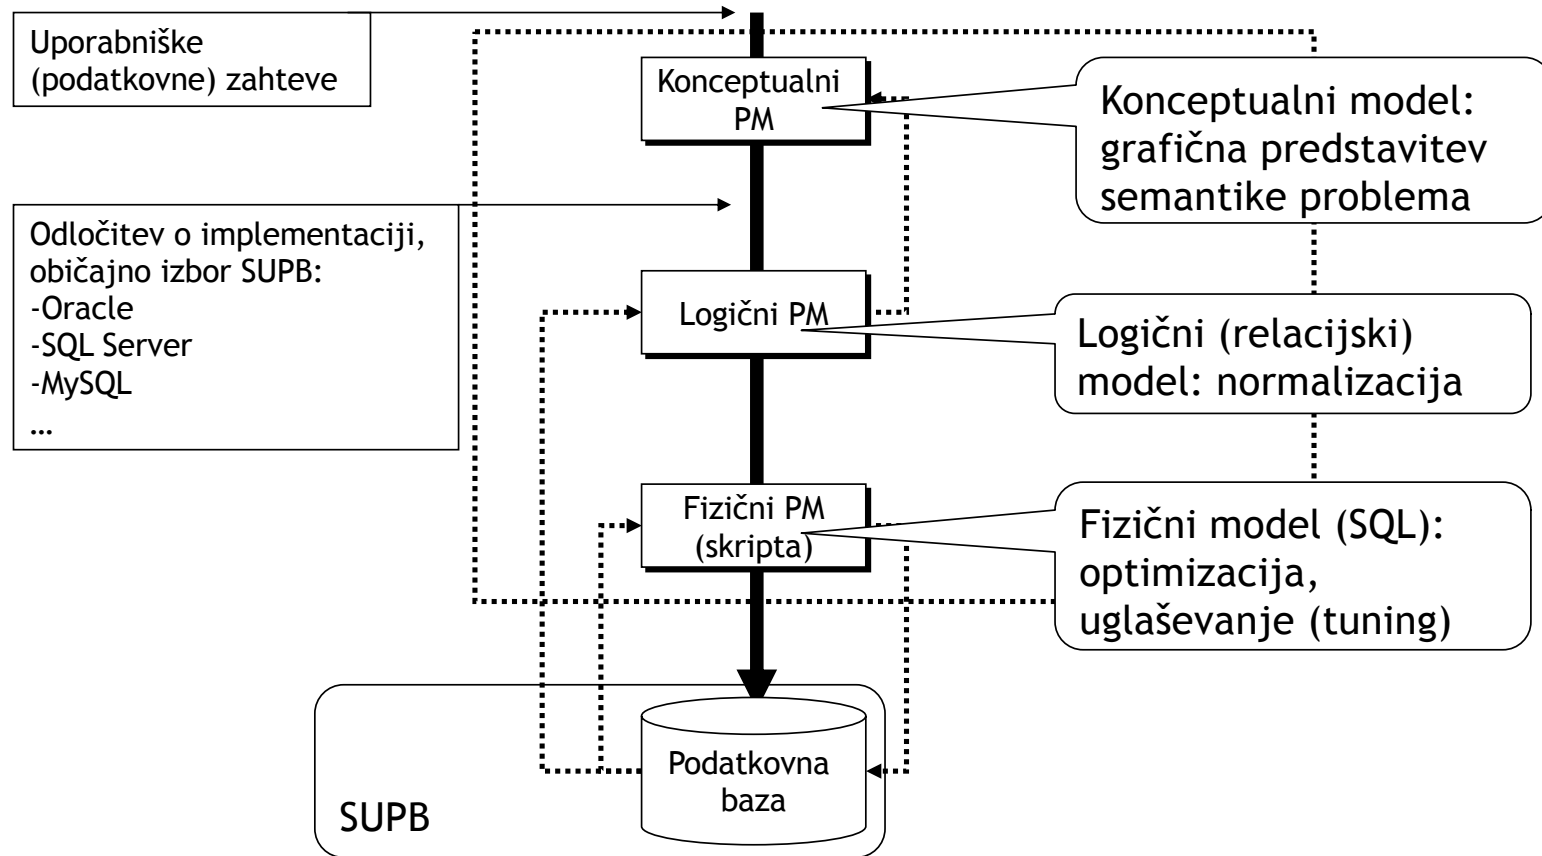 Uporabniške
(podatkovne) zahteve
Konceptualni
PM
Konceptualni model:
grafična predstavitev
semantike problema
Odločitev o implementaciji,
običajno izbor SUPB:
-Oracle
-SQL Server
-MySQL
…
Logični PM
Logični (relacijski)
model: normalizacija
Fizični PM
(skripta)
Fizični model (SQL):
optimizacija,
uglaševanje (tuning)
Podatkovna
baza
SUPB